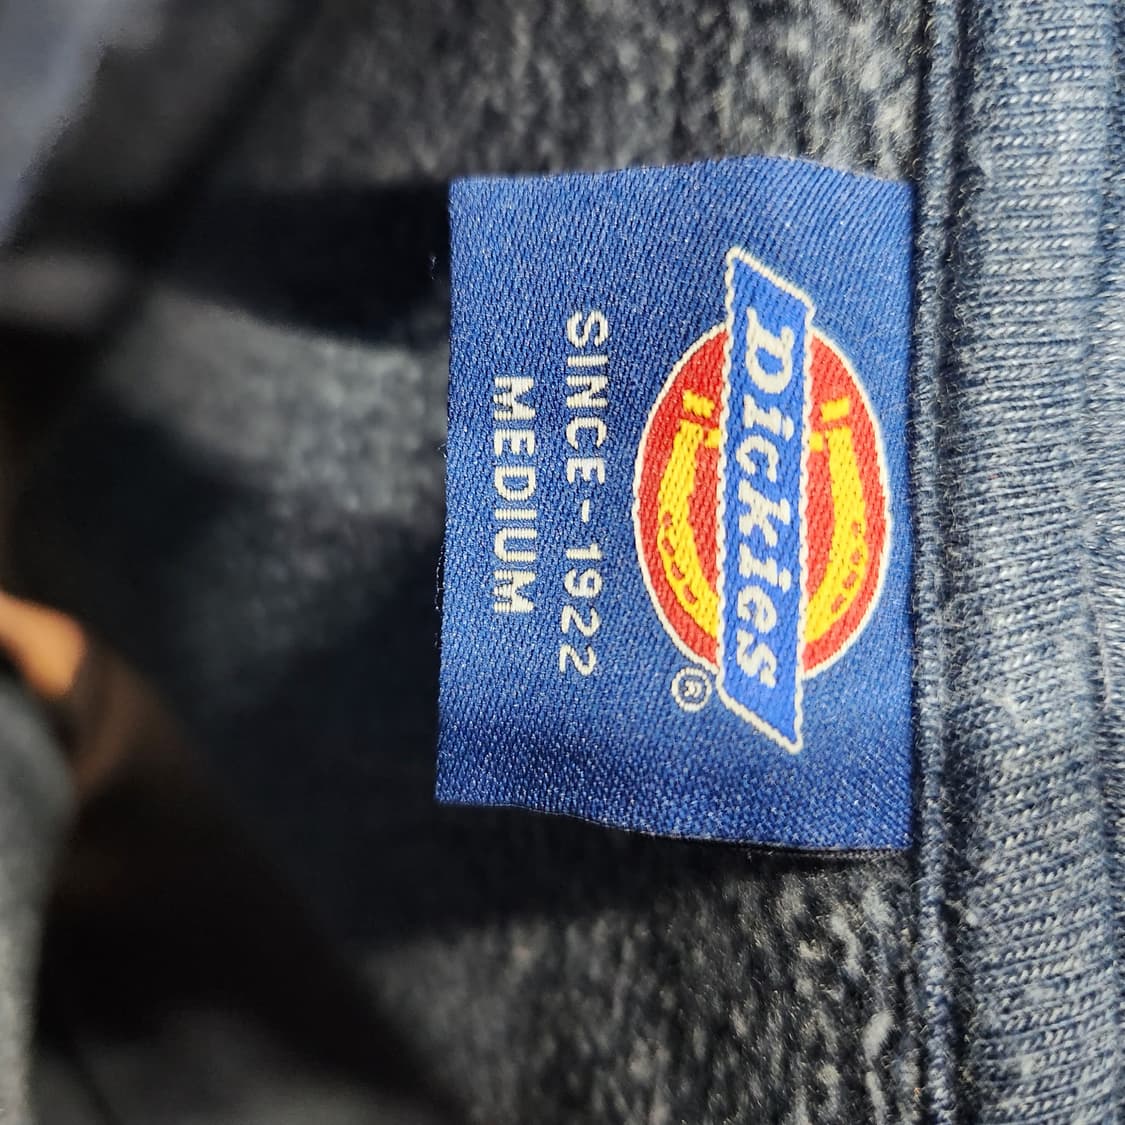 Dickies
®
SINCE - 1922
MEDIUM